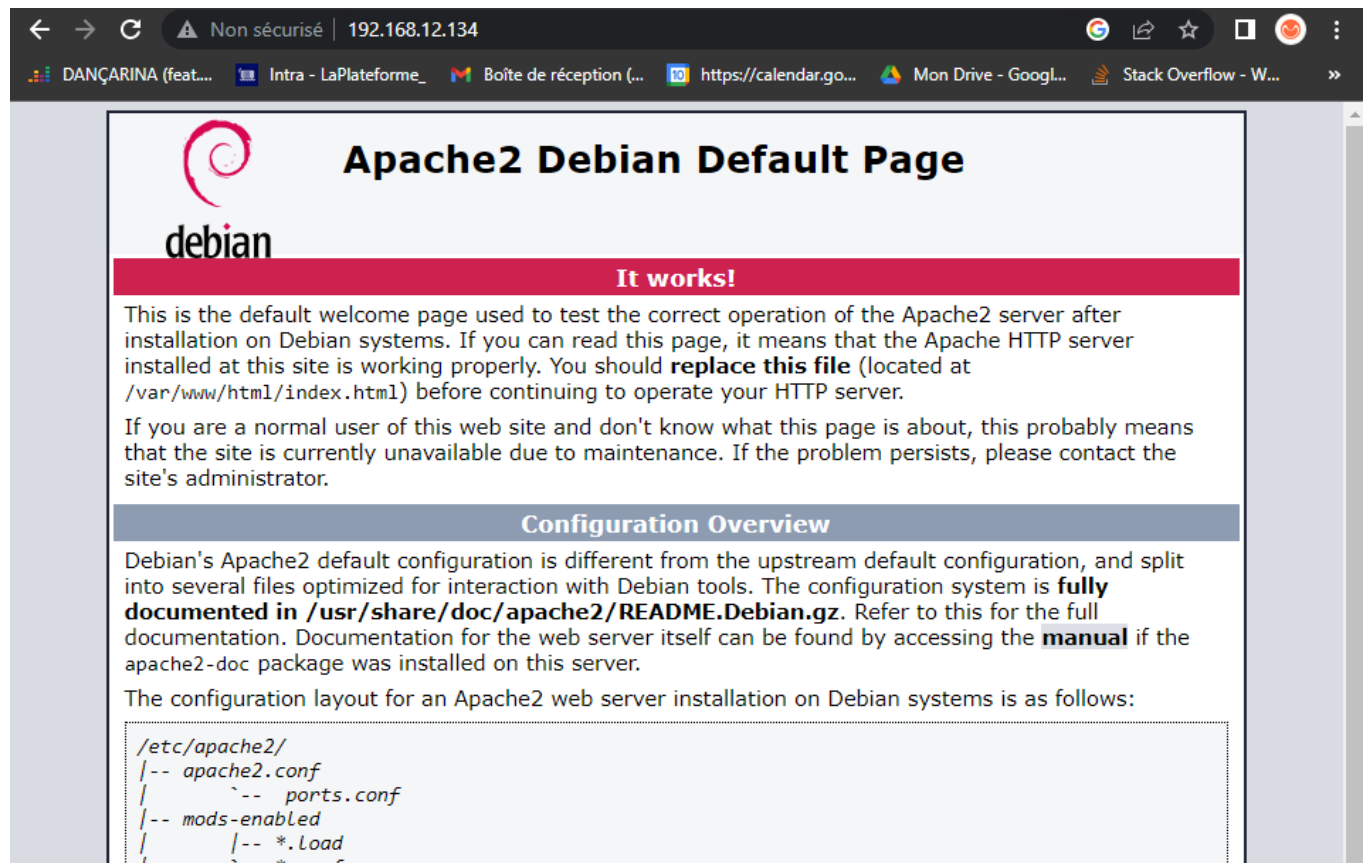 Non sécurisé | 192.168.12.134
DANÇARINA (feat.... Intra - LaPlateforme_ Boîte de réception (... 10 https://calendar.go... Mon Drive - Googl... Stack Overflow - W... »
debian
Apache2 Debian Default Page
It works!
This is the default welcome page used to test the correct operation of the Apache2 server after
installation on Debian systems. If you can read this page, it means that the Apache HTTP server
installed at this site is working properly. You should replace this file (located at
/var/www/html/index.html) before continuing to operate your HTTP server.
If you are a normal user of this web site and don't know what this page is about, this probably means
that the site is currently unavailable due to maintenance. If the problem persists, please contact the
site's administrator.
Configuration Overview
Debian's Apache2 default configuration is different from the upstream default configuration, and split
into several files optimized for interaction with Debian tools. The configuration system is fully
documented in /usr/share/doc/apache2/README.Debian.gz. Refer to this for the full
documentation. Documentation for the web server itself can be found by accessing the manual if the
apache2-doc package was installed on this server.
The configuration layout for an Apache2 web server installation on Debian systems is as follows:
/etc/apache2/
|-- apache2.conf
|       `--  ports.conf
|-- mods-enabled
|       |-- *.load